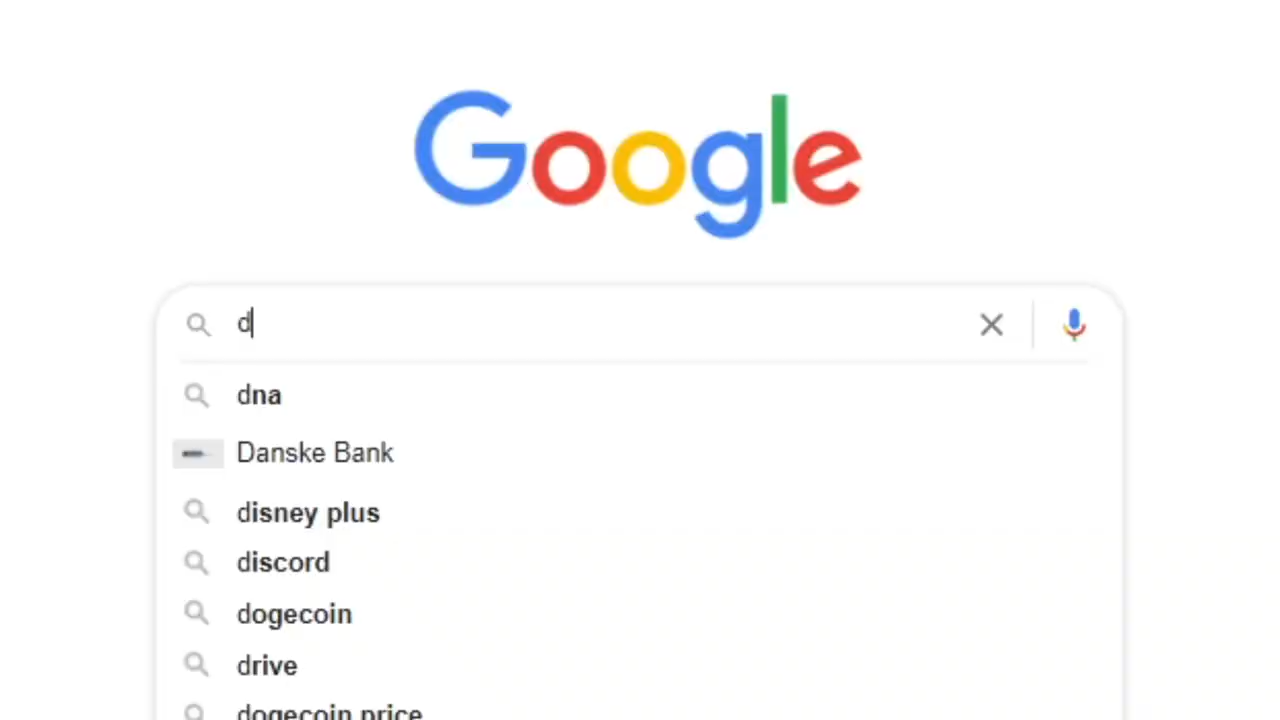 Google
d
dna
Danske Bank
disney plus
discord
dogecoin
drive
dogecoin price